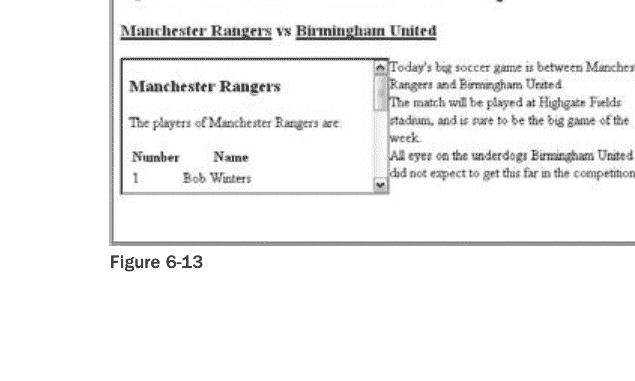 Manchester Rangers vs Birmingham United
Manchester Rangers
The players of Manchester Rangers are:
Number Name
1 Bob Winters
Today's big soccer game is between Manches
Rangers and Birmingham United.
The match will be played at Highgate Fields
stadium, and is sure to be the big game of the
week.
All eyes on the underdogs Birmingham United
did not expect to get this far in the competition
Figure 6-13